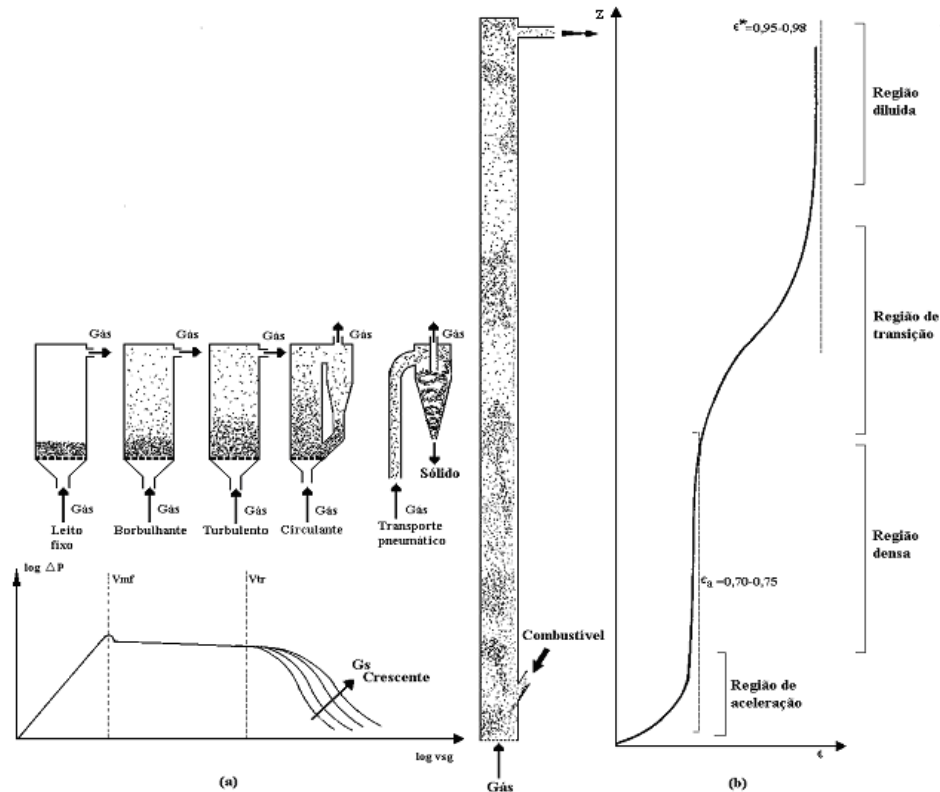 Gás
Gás
Gás
Gás
Gás
Sólido
Gás
Gás
Gás
Gás
Gás
Leito
fixo
Borbulhante
Turbulento
Circulante
Transporte
pneumático
log △P
Vmf
Vtr
Gs
Crescente
log vsg
(a)
Combustível
Gás
Z
ϵ*=0,95-0,98
Região
diluida
Região de
transição
Região
densa
ϵa =0,70-0,75
Região de
aceleração
ϵ
(b)